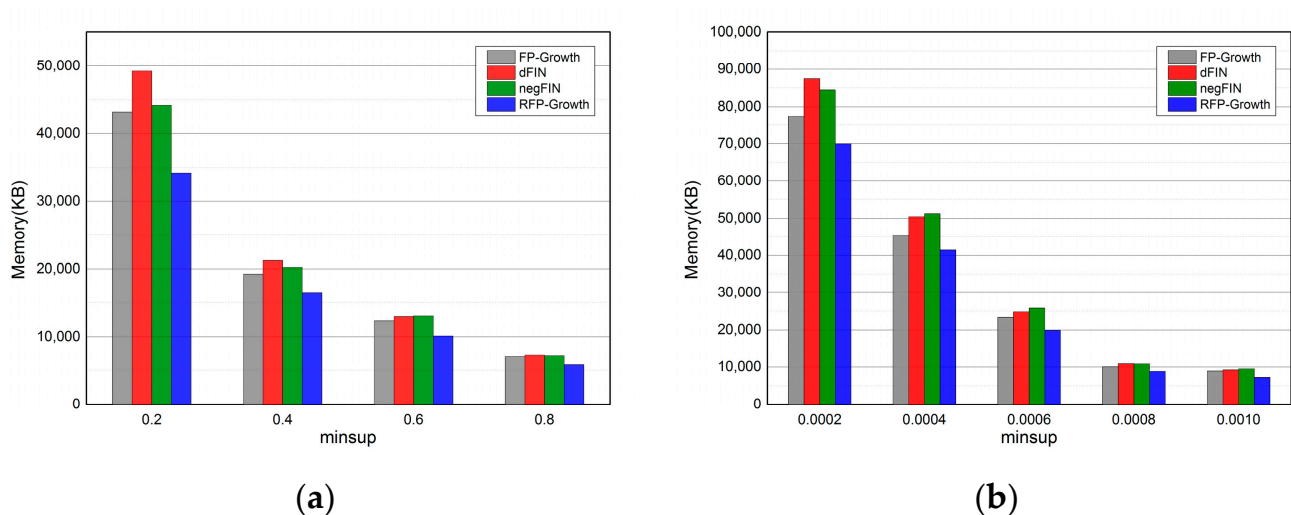 50,000
40,000
30,000
20,000
10,000
0
Memory(KB)
FP-Growth
dFIN
negFIN
RFP-Growth
0.2 0.4 0.6 0.8
minsup
(a)
100,000
90,000
80,000
70,000
60,000
50,000
40,000
30,000
20,000
10,000
0
Memory(KB)
FP-Growth
dFIN
negFIN
RFP-Growth
0.0002 0.0004 0.0006 0.0008 0.0010
minsup
(b)